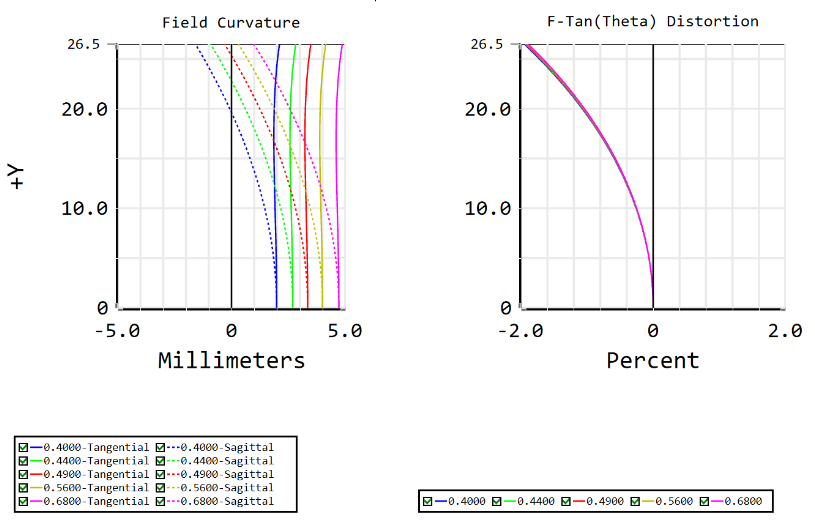 Field Curvature
F-Tan(Theta) Distortion
26.5
20.0
10.0
0
+Y
-5.0 0 5.0
Millimeters
26.5
20.0
10.0
0
-2.0 0 2.0
Percent
0.4000-Tangential 0.4000-Sagittal
0.4400-Tangential 0.4400-Sagittal
0.4900-Tangential 0.4900-Sagittal
0.5600-Tangential 0.5600-Sagittal
0.6800-Tangential 0.6800-Sagittal
0.4000 0.4400 0.4900 0.5600 0.6800